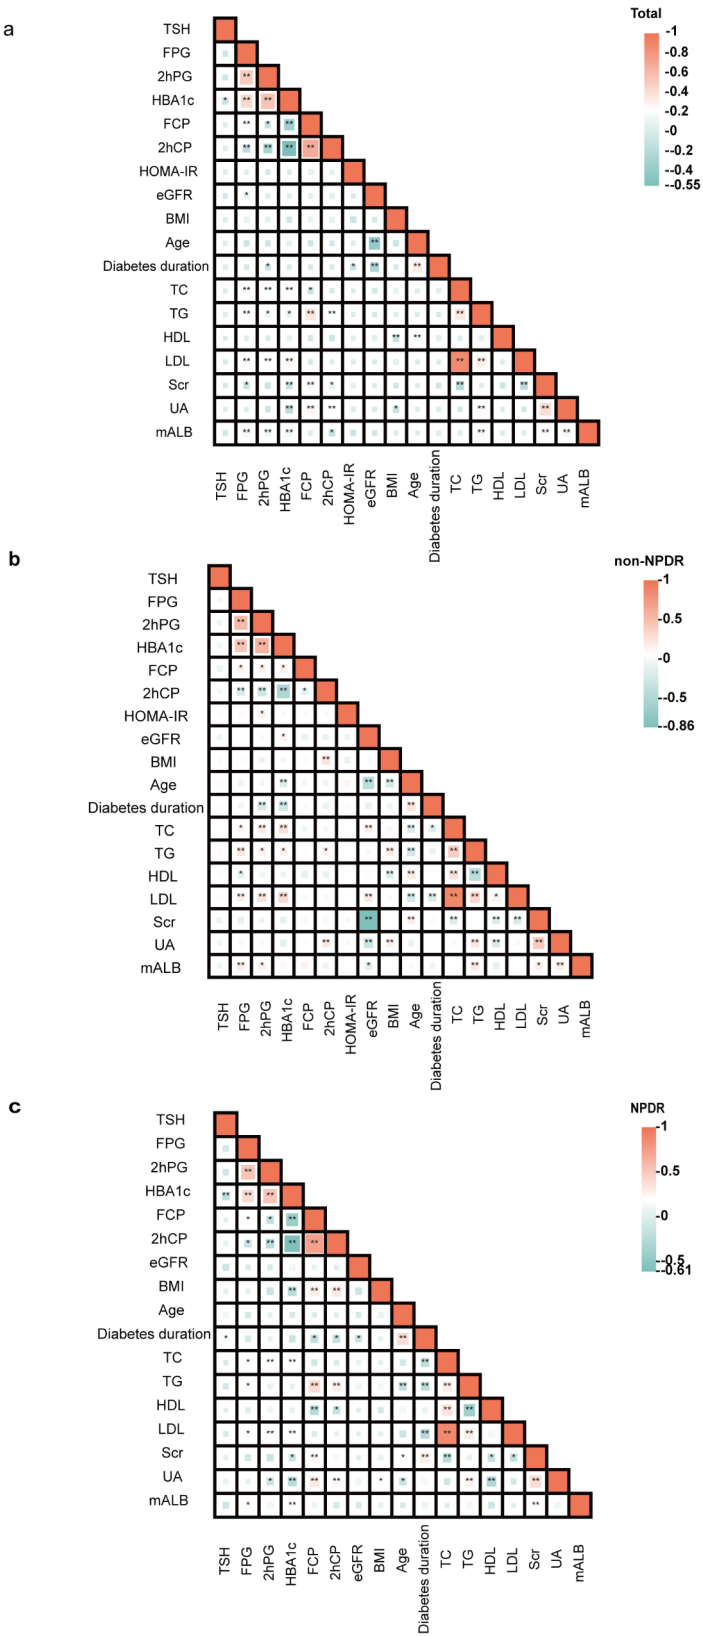 a
Total
TSH
FPG
2hPG
HBA1c
FCP
2hCP
HOMA-IR
eGFR
BMI
Age
Diabetes duration
TC
TG
HDL
LDL
Scr
UA
mALB
-1
-0.8
-0.6
-0.4
-0.2
-0
--0.2
--0.4
--0.55
TSH
FPG
2hPG
HBA1c
FCP
2hCP
HOMA-IR
eGFR
BMI
Age
Diabetes duration
TC
TG
HDL
LDL
Scr
UA
mALB
b
non-NPDR
TSH
FPG
2hPG
HBA1c
FCP
2hCP
HOMA-IR
eGFR
BMI
Age
Diabetes duration
TC
TG
HDL
LDL
Scr
UA
mALB
-1
-0.5
-0
--0.5
--0.86
TSH
FPG
2hPG
HBA1c
FCP
2hCP
HOMA-IR
eGFR
BMI
Age
Diabetes duration
TC
TG
HDL
LDL
Scr
UA
mALB
c
NPDR
TSH
FPG
2hPG
HBA1c
FCP
2hCP
eGFR
BMI
Age
Diabetes duration
TC
TG
HDL
LDL
Scr
UA
mALB
-1
-0.5
-0
--0.5
--0.61
TSH
FPG
2hPG
HBA1c
FCP
2hCP
eGFR
BMI
Age
Diabetes duration
TC
TG
HDL
LDL
Scr
UA
mALB